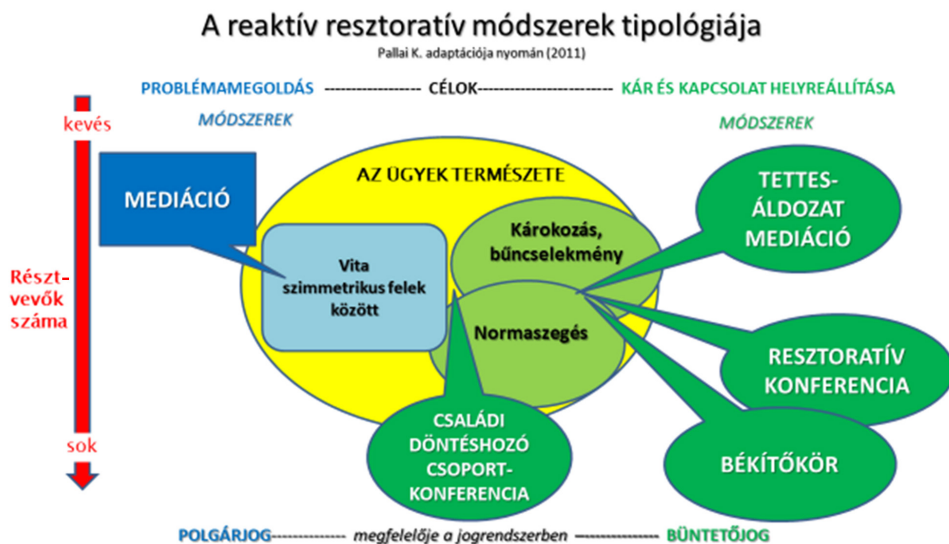 A reaktív resztoratív módszerek tipológiája
Pallai K. adaptációja nyomán (2011)
PROBLÉMAMEGOLDÁS ---------------- CÉLOK---------------------- KÁR ÉS KAPCSOLAT HELYREÁLLÍTÁSA
kevés
MÓDSZEREK
MÓDSZEREK
AZ ÜGYEK TERMÉSZETE
MEDIÁCIÓ
TETTES-
ÁLDOZAT
MEDIÁCIÓ
Károkozás,
bűncselekmény
Vita
szimmetrikus felek
között
Részt-
vevők
száma
Normaszegés
RESZTORATÍV
KONFERENCIA
CSALÁDI
DÖNTÉSHOZÓ
CSOPORT-
KONFERENCIA
sok
BÉKÍTŐKÖR
POLGÁRJOG-------------- megfelelője a jogrendszerben --------------- BÜNTETŐJOG